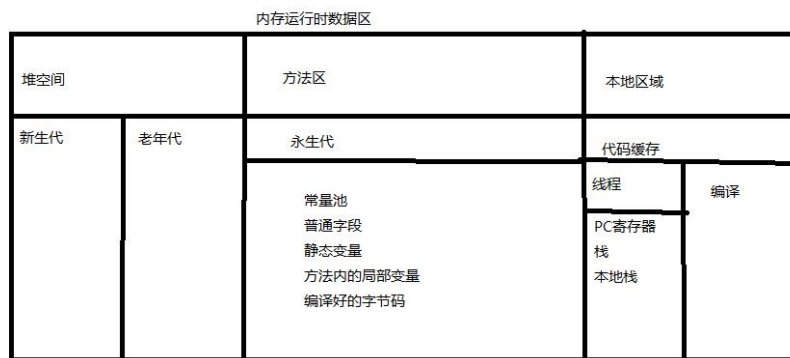 内存运行时数据区
堆空间
方法区
本地区域
新生代
老年代
永生代
代码缓存
常量池
普通字段
静态变量
方法内的局部变量
编译好的字节码
线程
编译
PC寄存器
栈
本地栈